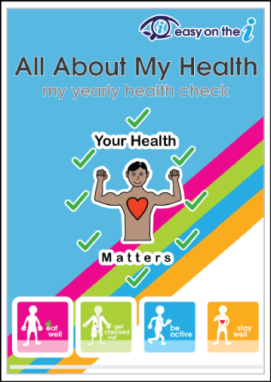 easy on the i
All About My Health
my yearly health check
Your Health
Matters
eat
well
get
checked
out
be
active
stay
well